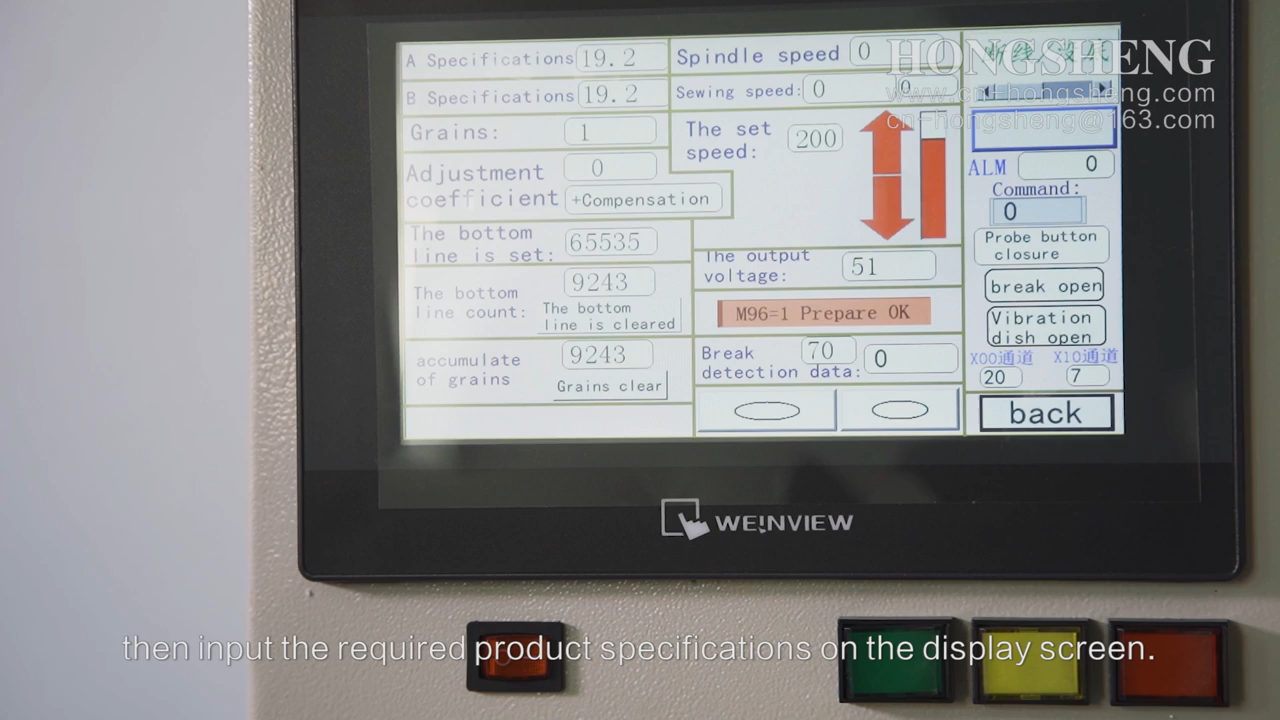 A Specifications 19.2
B Specifications 19.2
Grains: 1
Adjustment
coefficient
0
+Compensation
The bottom
line is set:
65535
The bottom
line count:
9243
The bottom
line is cleared
accumulate
of grains
9243
Grains clear
Spindle speed 0
Sewing speed: 0 0
The set
speed:
200
The output
voltage:
51
M96=1 Prepare OK
Break
detection data:
70
0
HONGSHENG
www.cn-hongsheng.com
cn-hongsheng@163.com
ALM 0
Command:
0
Probe button
closure
break open
Vibration
dish open
X00通道 X10通道
20 7
back
WE!NVIEW
then input the required product specifications on the display screen.